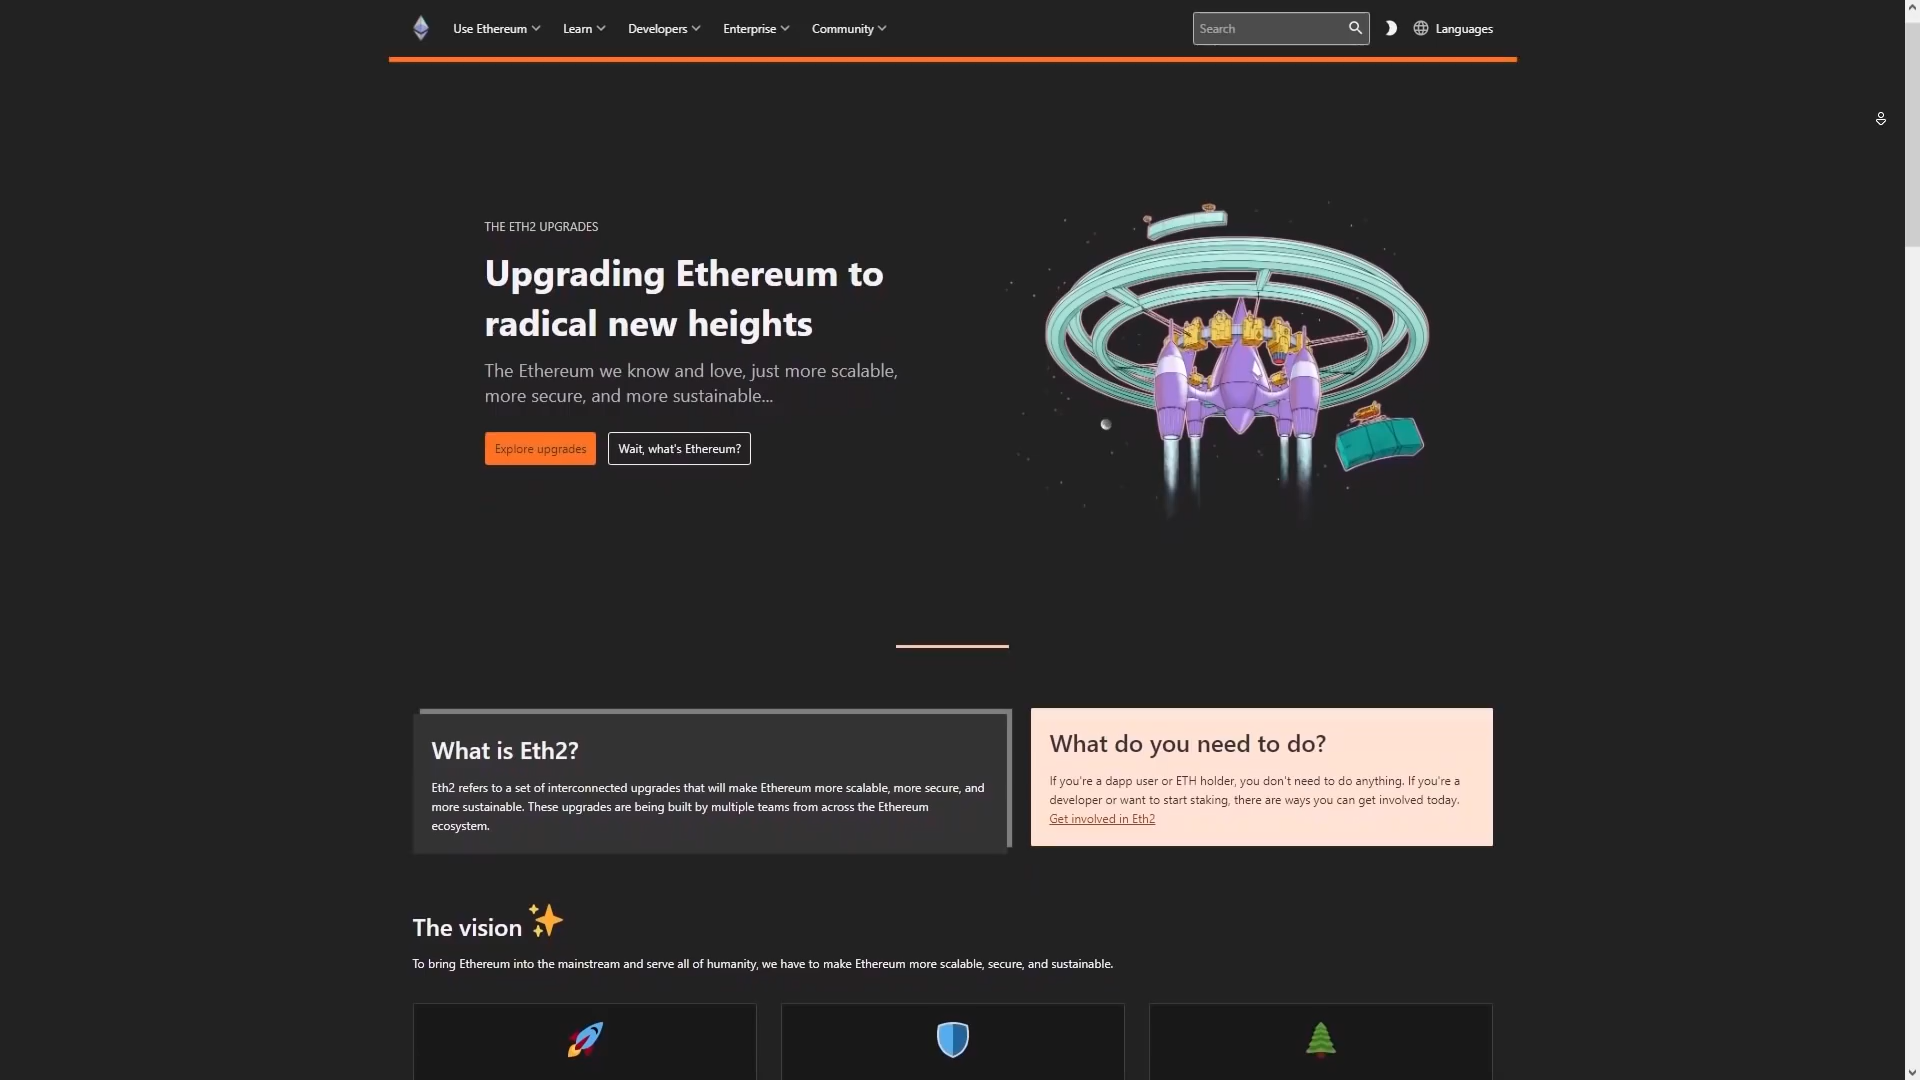 Use Ethereum
Learn
Developers
Enterprise
Community
Search
Languages
THE ETH2 UPGRADES
Upgrading Ethereum to
radical new heights
The Ethereum we know and love, just more scalable,
more secure, and more sustainable...
Explore upgrades
Wait, what's Ethereum?
What is Eth2?
Eth2 refers to a set of interconnected upgrades that will make Ethereum more scalable, more secure, and
more sustainable. These upgrades are being built by multiple teams from across the Ethereum
ecosystem.
What do you need to do?
If you're a dapp user or ETH holder, you don't need to do anything. If you're a
developer or want to start staking, there are ways you can get involved today.
Get involved in Eth2
The vision
To bring Ethereum into the mainstream and serve all of humanity, we have to make Ethereum more scalable, secure, and sustainable.